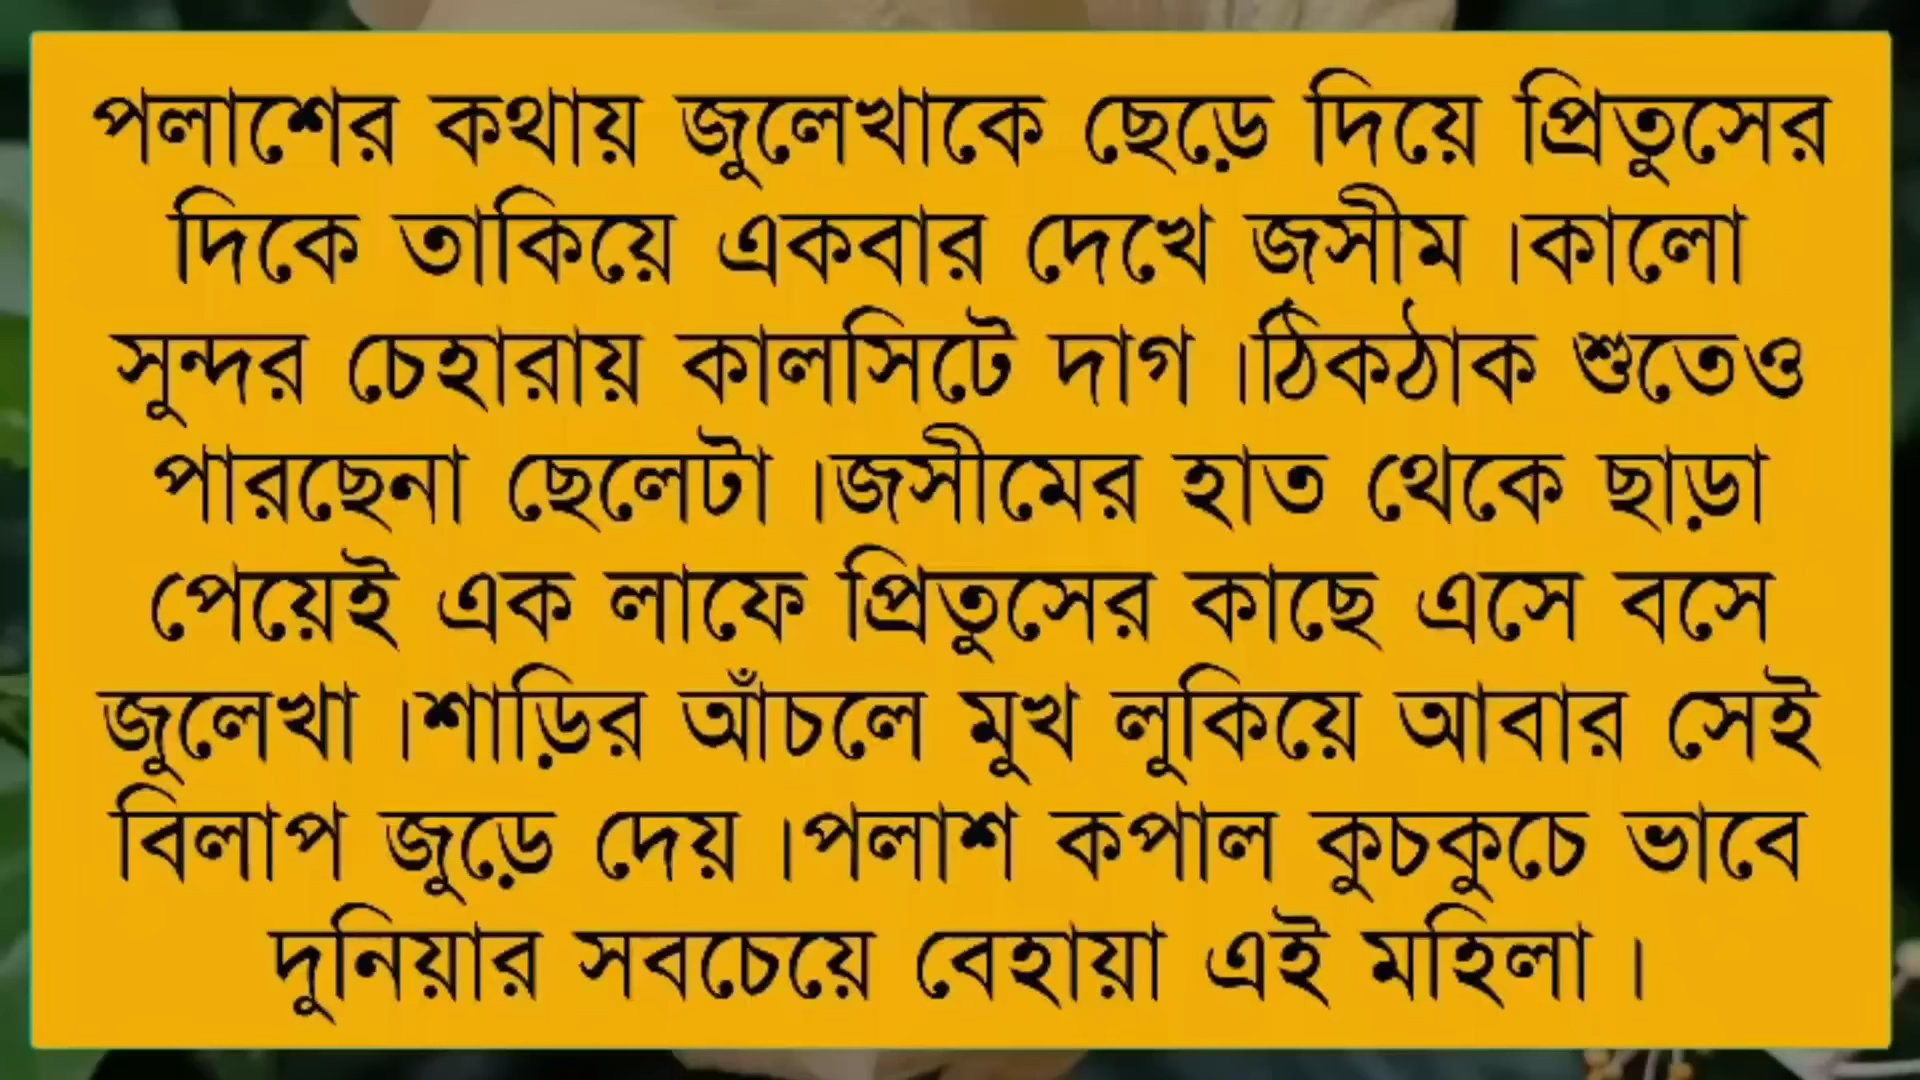 পলাশের কথায় জুলেখাকে ছেড়ে দিয়ে প্রিতুসের
দিকে তাকিয়ে একবার দেখে জসীম ।কালো
সুন্দর চেহারায় কালসিটে দাগ ।ঠিকঠাক শুতেও
পারছেনা ছেলেটা ।জসীমের হাত থেকে ছাড়া
পেয়েই এক লাফে প্রিতুসের কাছে এসে বসে
জুলেখা ।শাড়ির আঁচলে মুখ লুকিয়ে আবার সেই
বিলাপ জুড়ে দেয় ।পলাশ কপাল কুচকুচে ভাবে
দুনিয়ার সবচেয়ে বেহায়া এই মহিলা ।